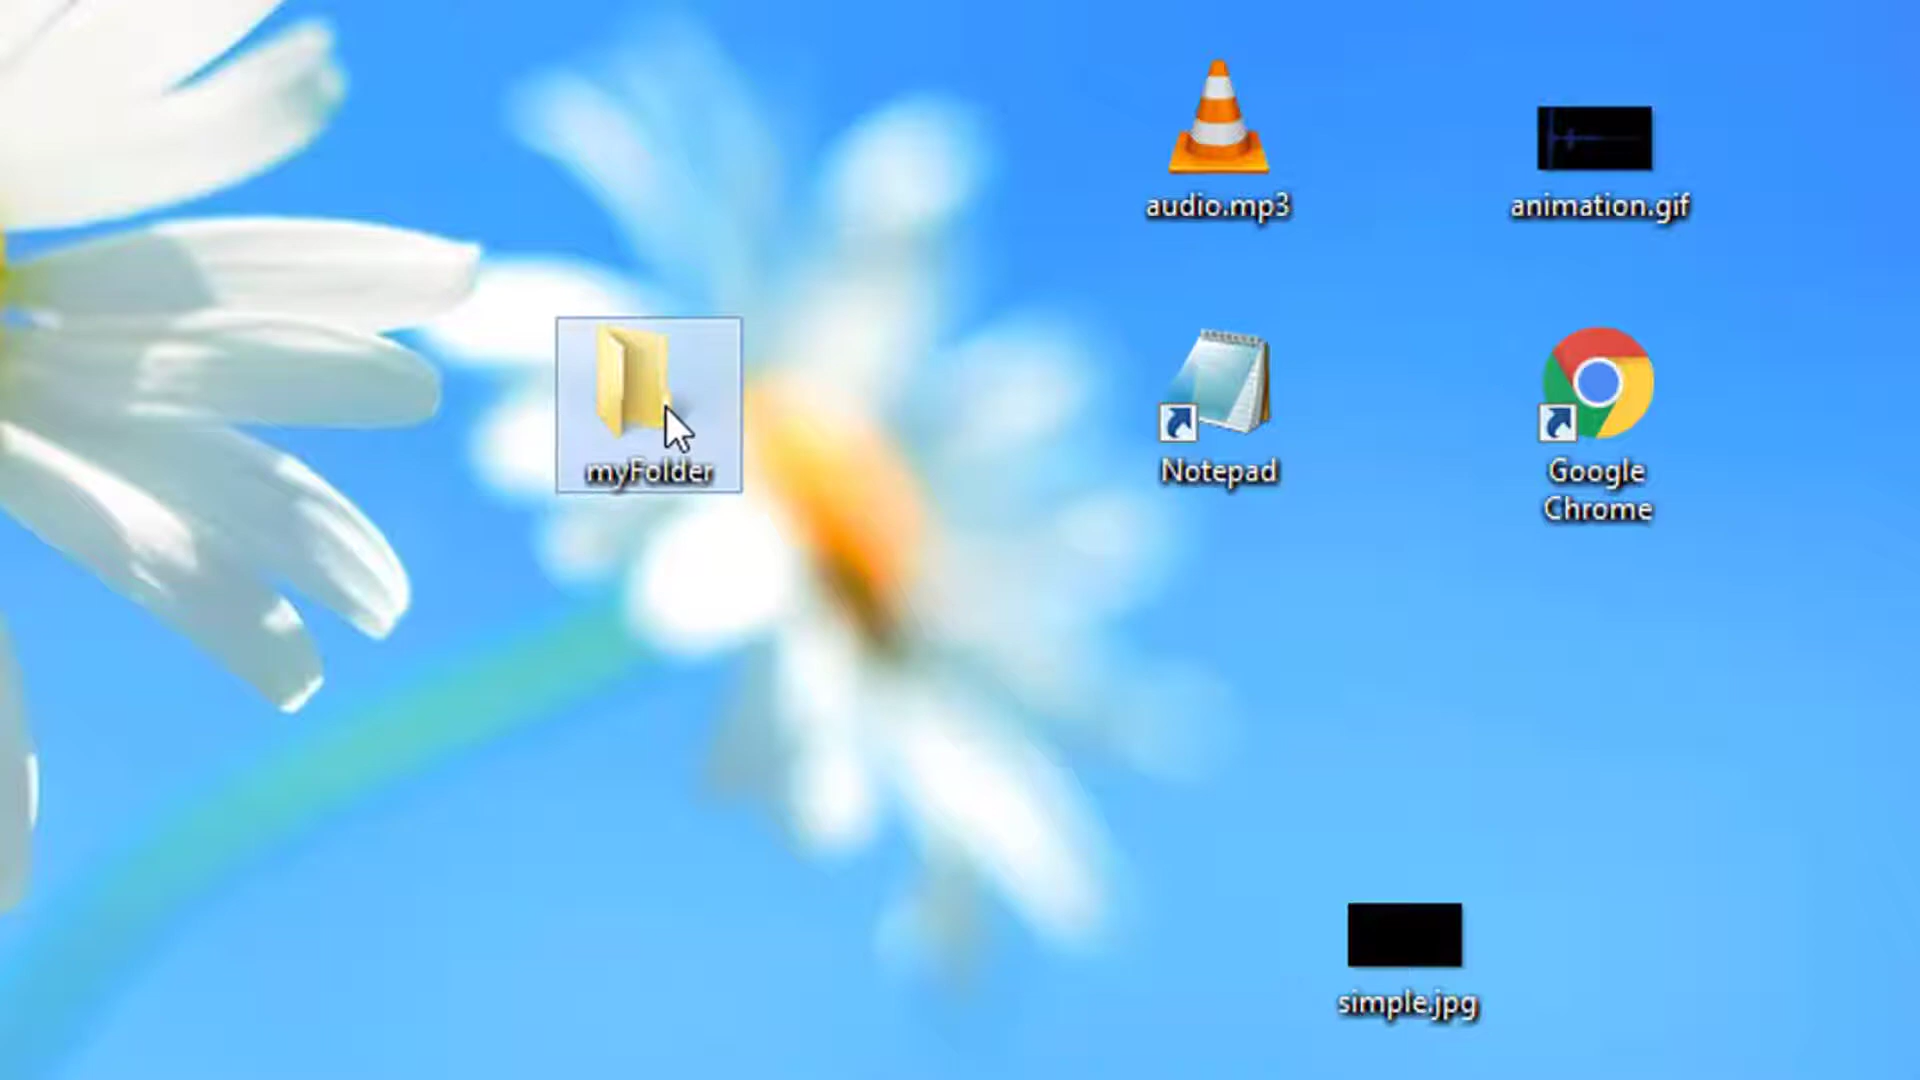 audio.mp3
animation.gif
myFolder
Notepad
Google
Chrome
simple.jpg